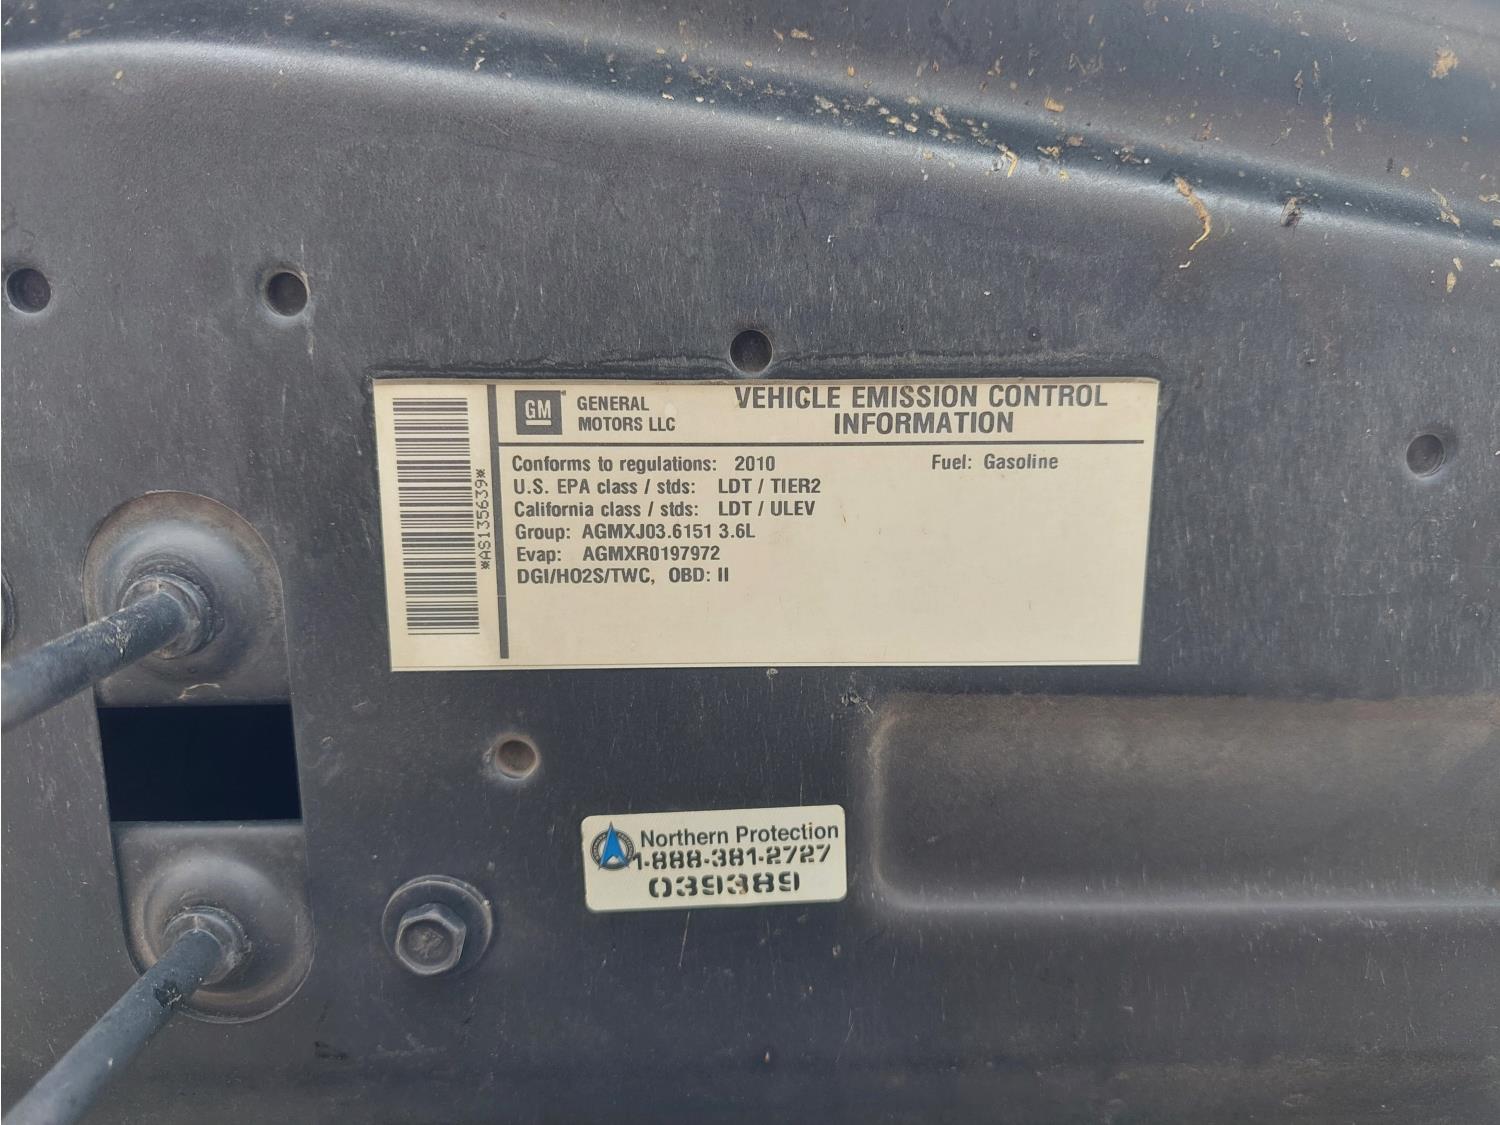 GM
GENERAL
MOTORS LLC
VEHICLE EMISSION CONTROL
INFORMATION
*AS135639*
Conforms to regulations: 2010 Fuel: Gasoline
U.S. EPA class / stds: LDT / TIER2
California class / stds: LDT / ULEV
Group: AGMXJ03.6151 3.6L
Evap: AGMXR0197972
DGI/HO2S/TWC, OBD: II
Northern Protection
1-888-381-2727
039389